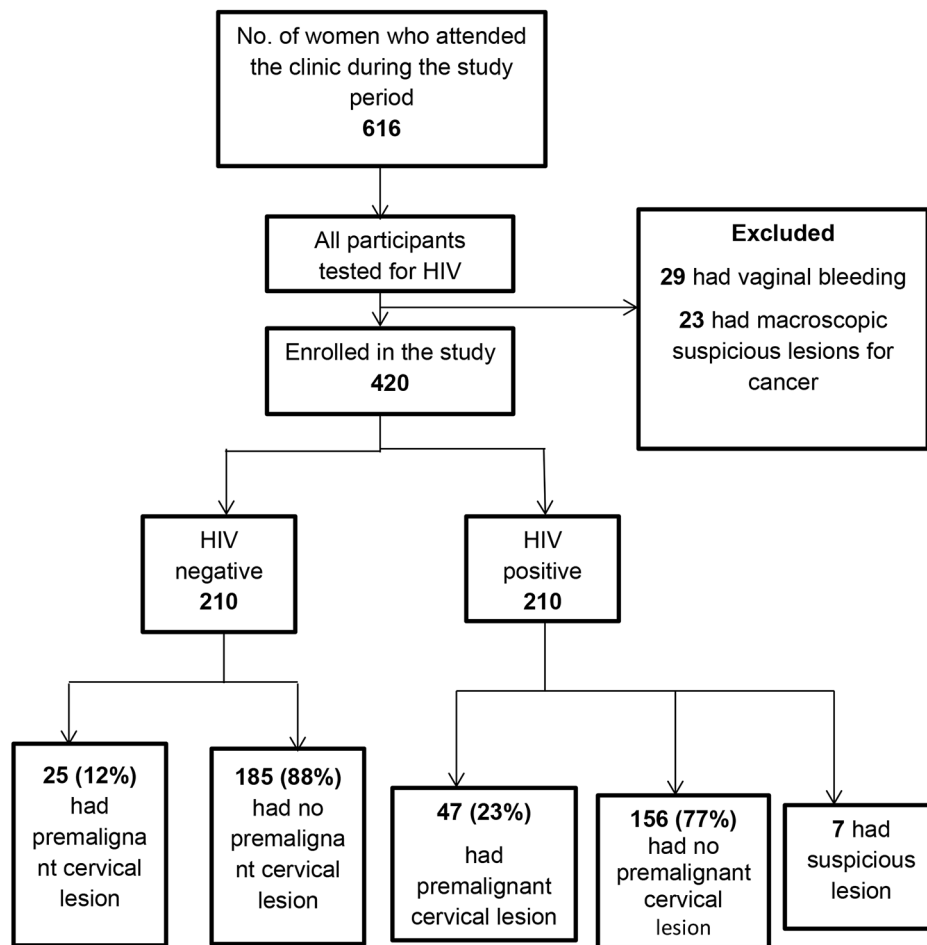 No. of women who attended
the clinic during the study
period
616
All participants
tested for HIV
Excluded
29 had vaginal bleeding
23 had macroscopic
suspicious lesions for
cancer
Enrolled in the study
420
HIV
negative
210
HIV
positive
210
25 (12%)
had
premaligna
nt cervical
lesion
185 (88%)
had no
premaligna
nt cervical
lesion
47 (23%)
had
premalignant
cervical lesion
156 (77%)
had no
premalignant
cervical
lesion
7 had
suspicious
lesion